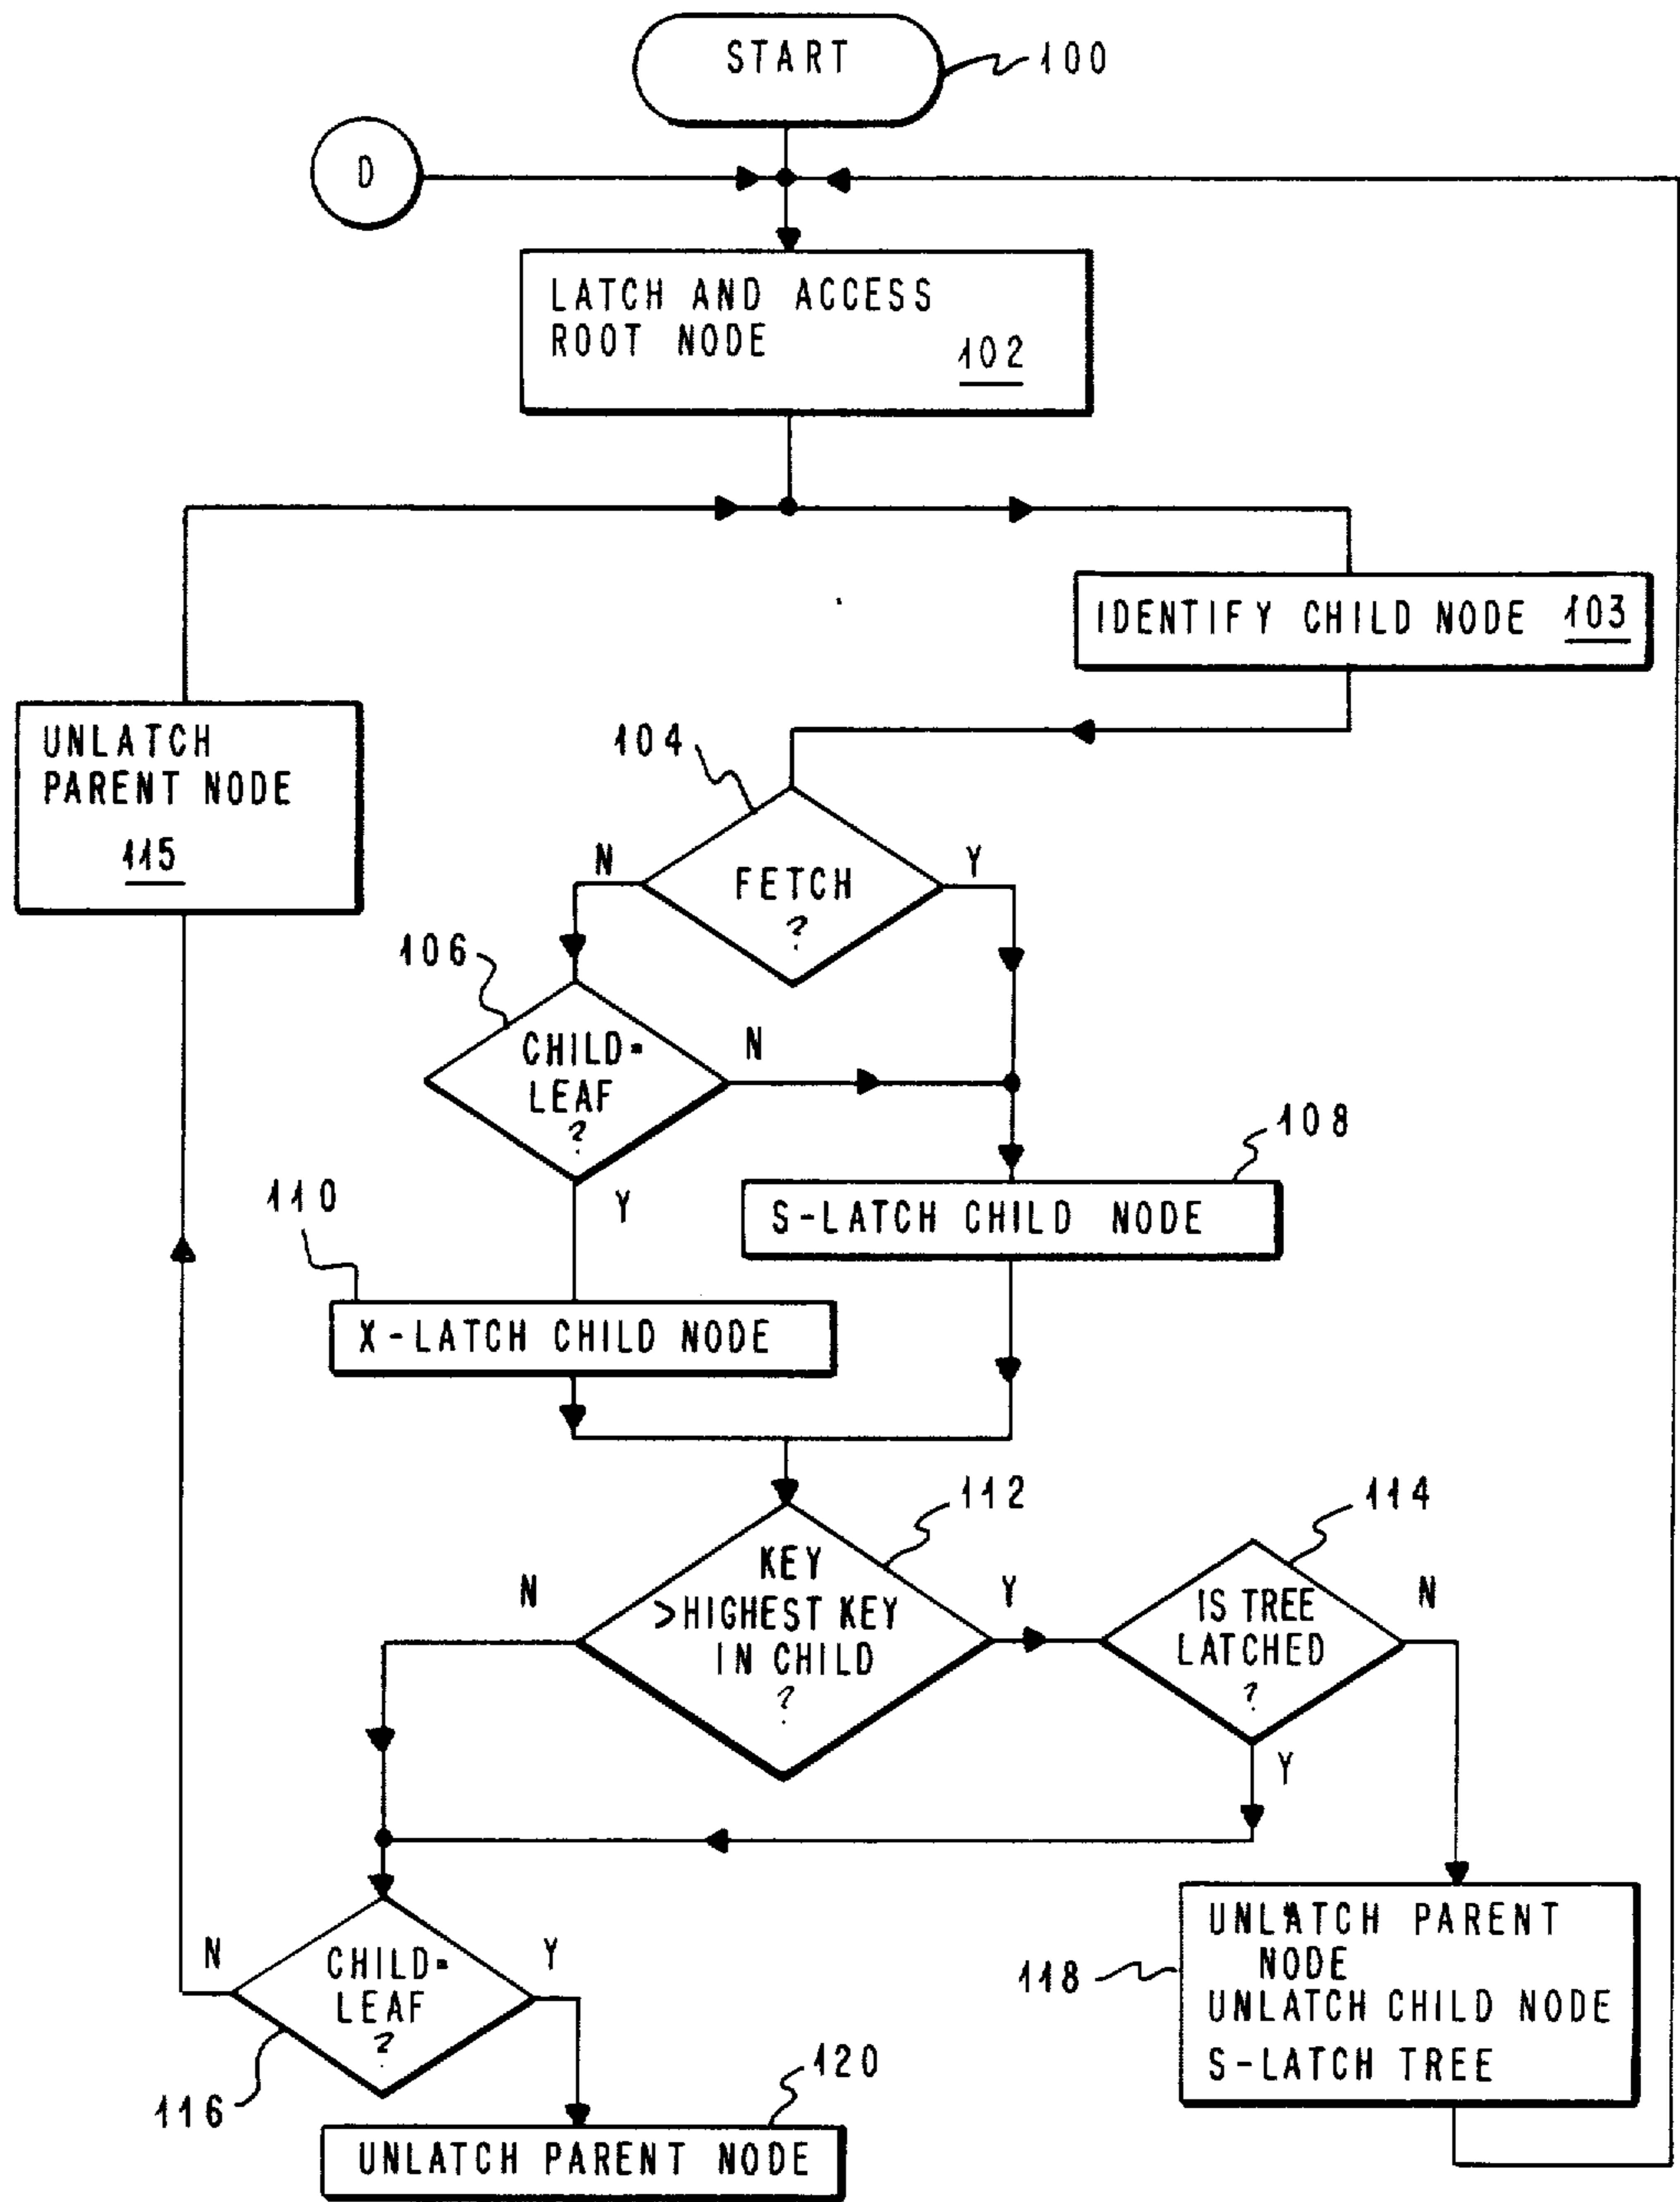 START
100
D
LATCH AND ACCESS
ROOT NODE
102
IDENTIFY CHILD NODE 103
UNLATCH
PARENT NODE
115
104
N
Y
FETCH
?
106
CHILD=
LEAF
?
N
Y
108
S-LATCH CHILD NODE
110
X-LATCH CHILD NODE
112
114
N
KEY
>HIGHEST KEY
IN CHILD
?
Y
IS TREE
LATCHED
?
N
Y
N
CHILD=
LEAF
?
Y
116
118
UNLATCH PARENT
NODE
UNLATCH CHILD NODE
S-LATCH TREE
120
UNLATCH PARENT NODE